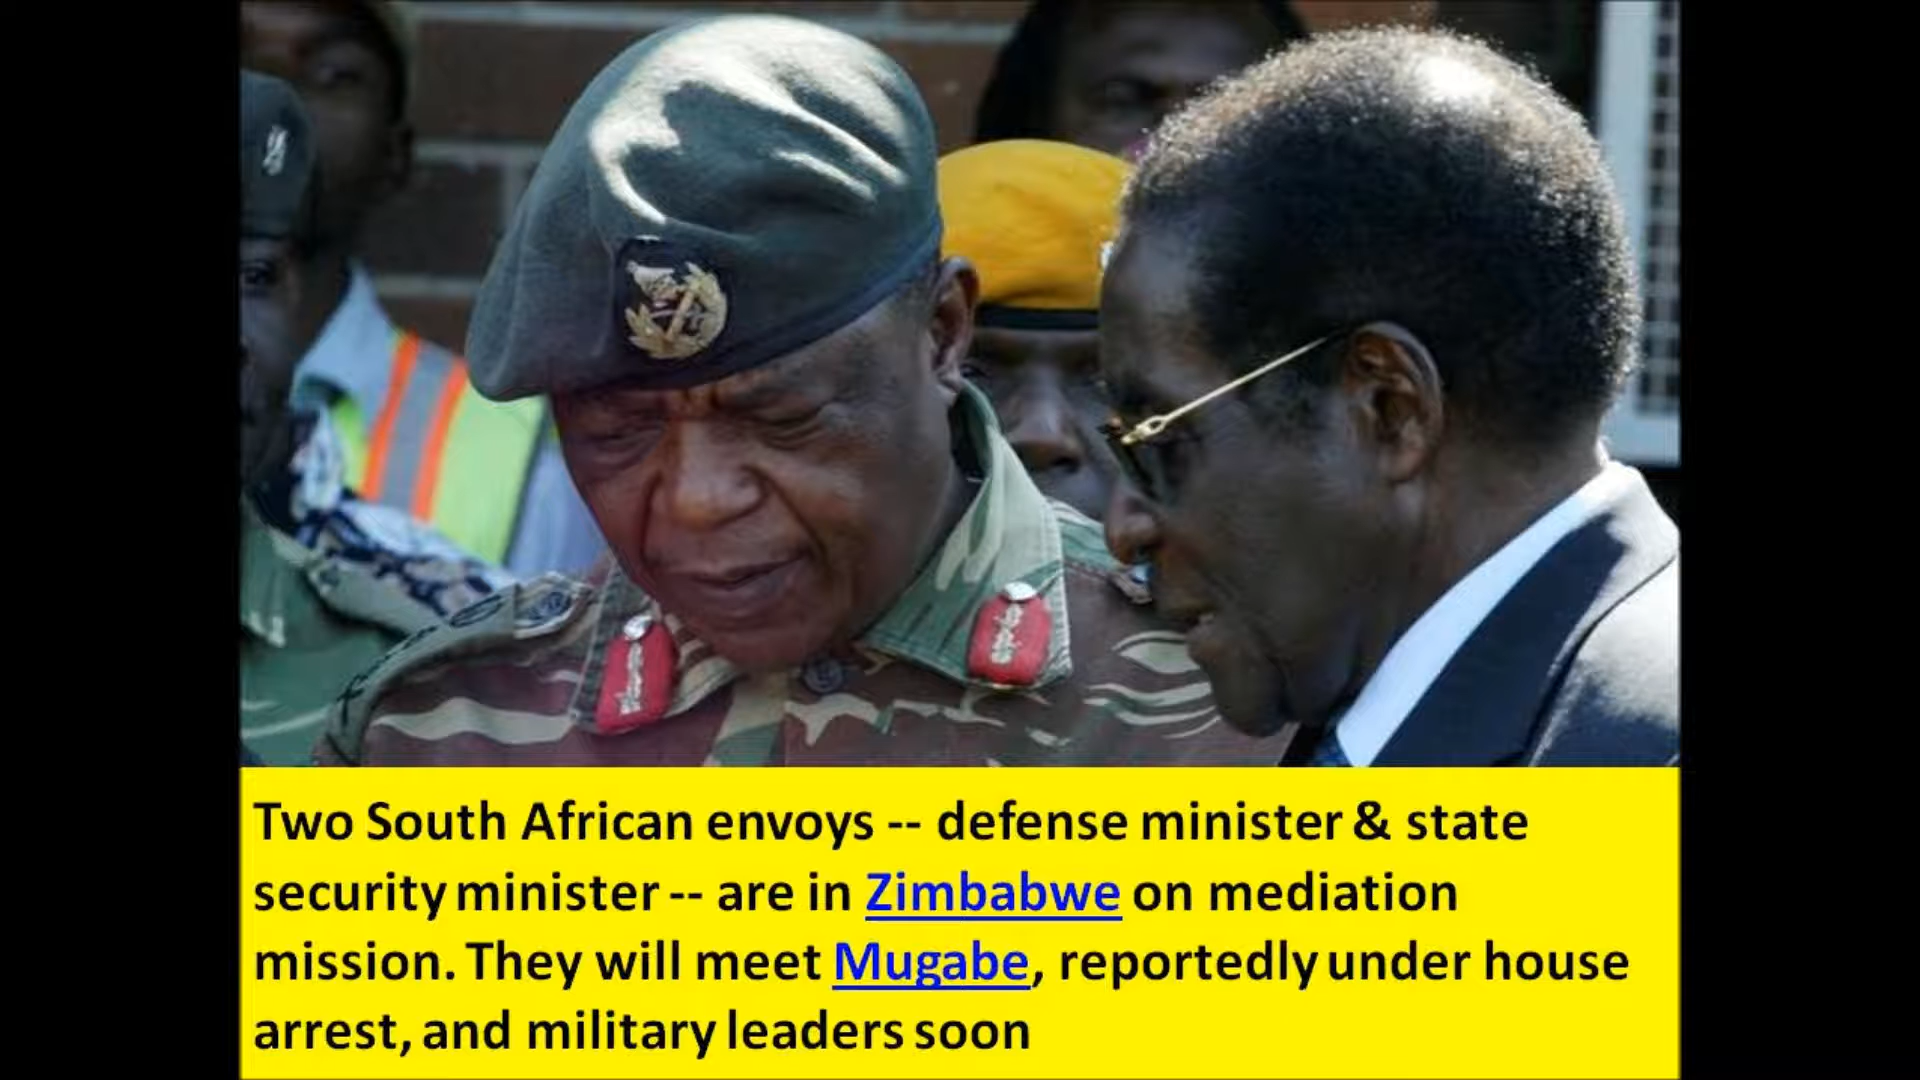 Two South African envoys -- defense minister & state
security minister -- are in Zimbabwe on mediation
mission. They will meet Mugabe, reportedly under house
arrest, and military leaders soon